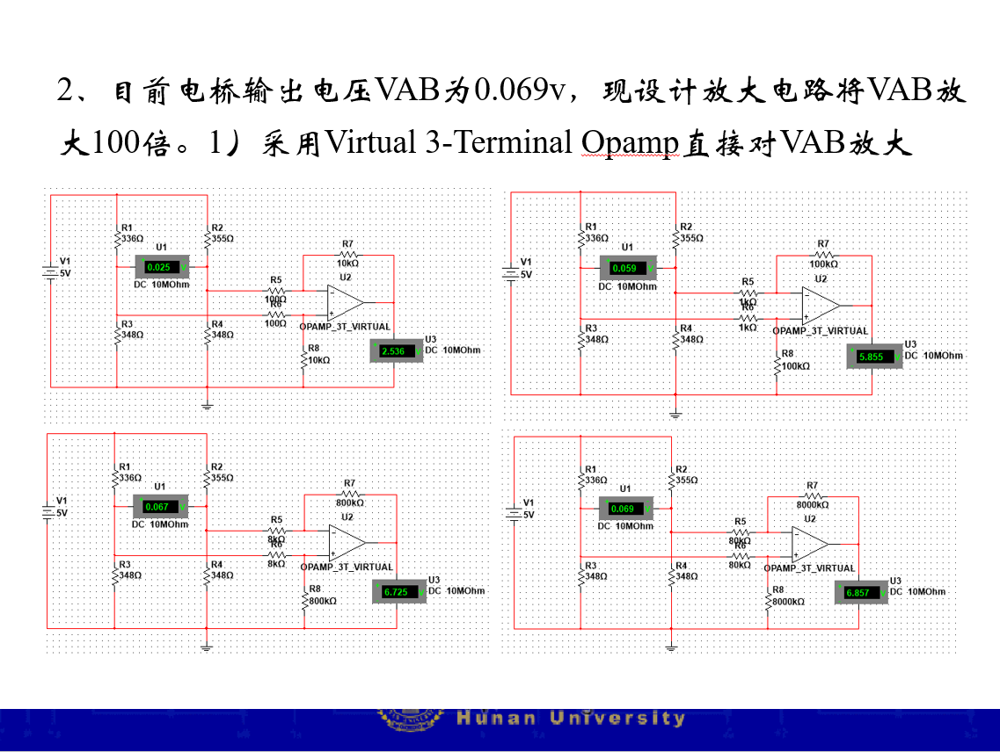 2、目前电桥输出电压VAB为0.069v，现设计放大电路将VAB放
大100倍。1）采用Virtual 3-Terminal Opamp直接对VAB放大
R1
336Ω
R2
355Ω
U1
0.025
V
DC 10MOhm
V1
5V
R3
348Ω
R4
348Ω
R5
100Ω
R6
100Ω
R7
10kΩ
U2
OPAMP_3T_VIRTUAL
R8
10kΩ
U3
2.536
V
DC 10MOhm
R1
336Ω
R2
355Ω
U1
0.059
V
DC 10MOhm
V1
5V
R3
348Ω
R4
348Ω
R5
1kΩ
R6
1kΩ
R7
100kΩ
U2
OPAMP_3T_VIRTUAL
R8
100kΩ
U3
5.855
V
DC 10MOhm
R1
336Ω
R2
355Ω
U1
0.067
V
DC 10MOhm
V1
5V
R3
348Ω
R4
348Ω
R5
8kΩ
R6
8kΩ
R7
800kΩ
U2
OPAMP_3T_VIRTUAL
R8
800kΩ
U3
6.725
V
DC 10MOhm
R1
336Ω
R2
355Ω
U1
0.069
V
DC 10MOhm
V1
5V
R3
348Ω
R4
348Ω
R5
80kΩ
R6
80kΩ
R7
8000kΩ
U2
OPAMP_3T_VIRTUAL
R8
8000kΩ
U3
6.857
V
DC 10MOhm
Hunan University